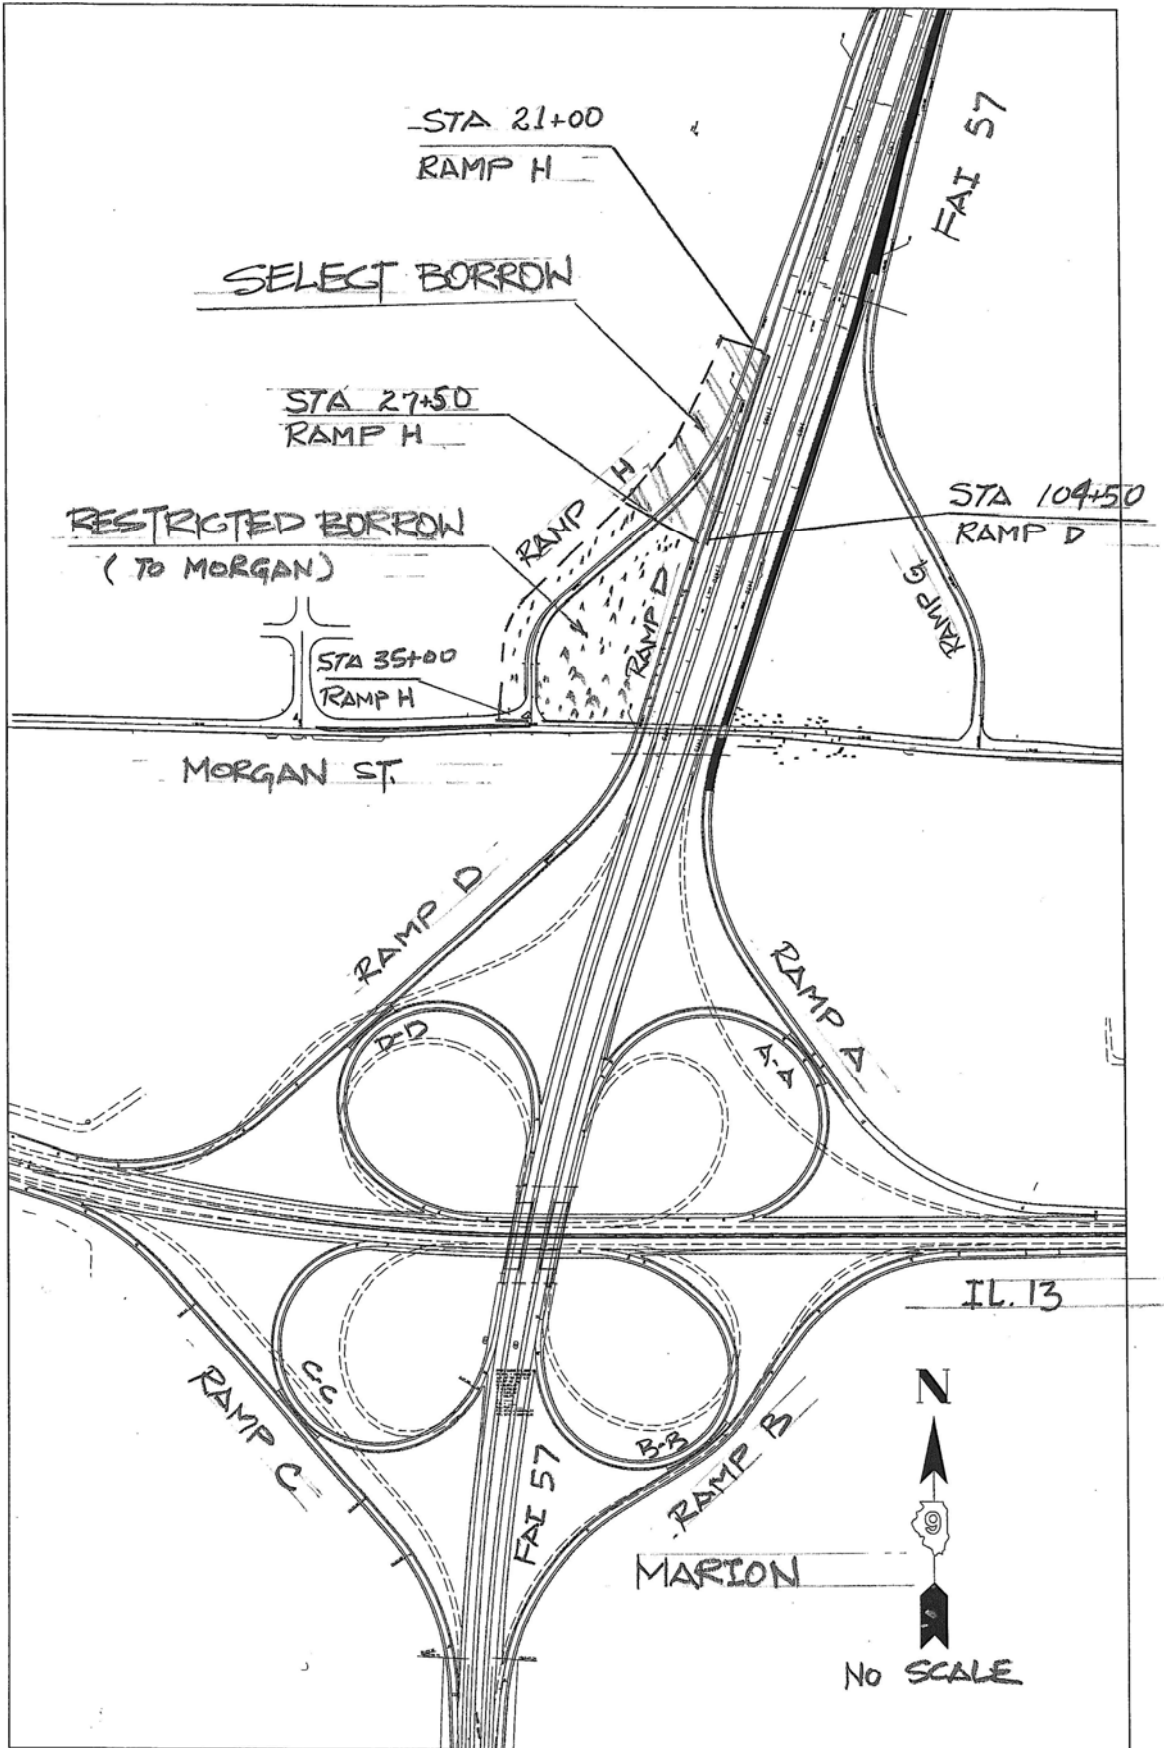 STA 21+00
RAMP H
FAI 57
SELECT BORROW
STA 27+50
RAMP H
RAMP H
STA 104+50
RAMP D
RESTRICTED BORROW
(TO MORGAN)
RAMP D
RAMP G
STA 35+00
RAMP H
MORGAN ST.
RAMP D
RAMP A
D-D
A-A
IL. 13
C-C
RAMP C
B-B
RAMP B
FAI 57
N
9
MARION
NO SCALE